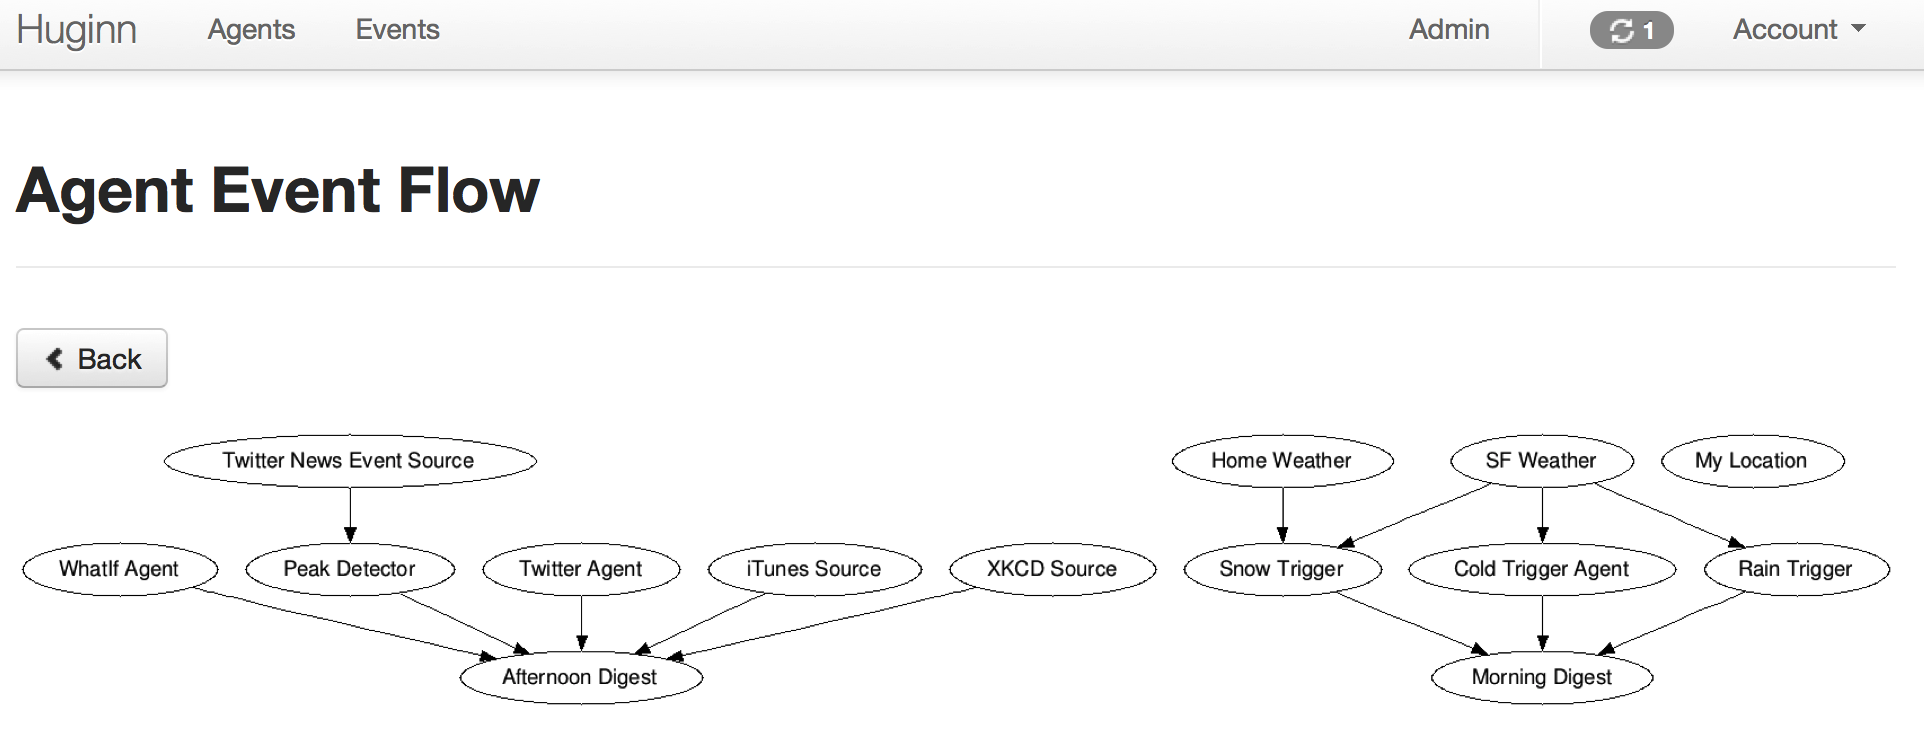 Huginn Agents Events Admin 1 Account
Agent Event Flow
Back
Twitter News Event Source Home Weather SF Weather My Location
WhatIf Agent Peak Detector Twitter Agent iTunes Source XKCD Source Snow Trigger Cold Trigger Agent Rain Trigger
Afternoon Digest Morning Digest